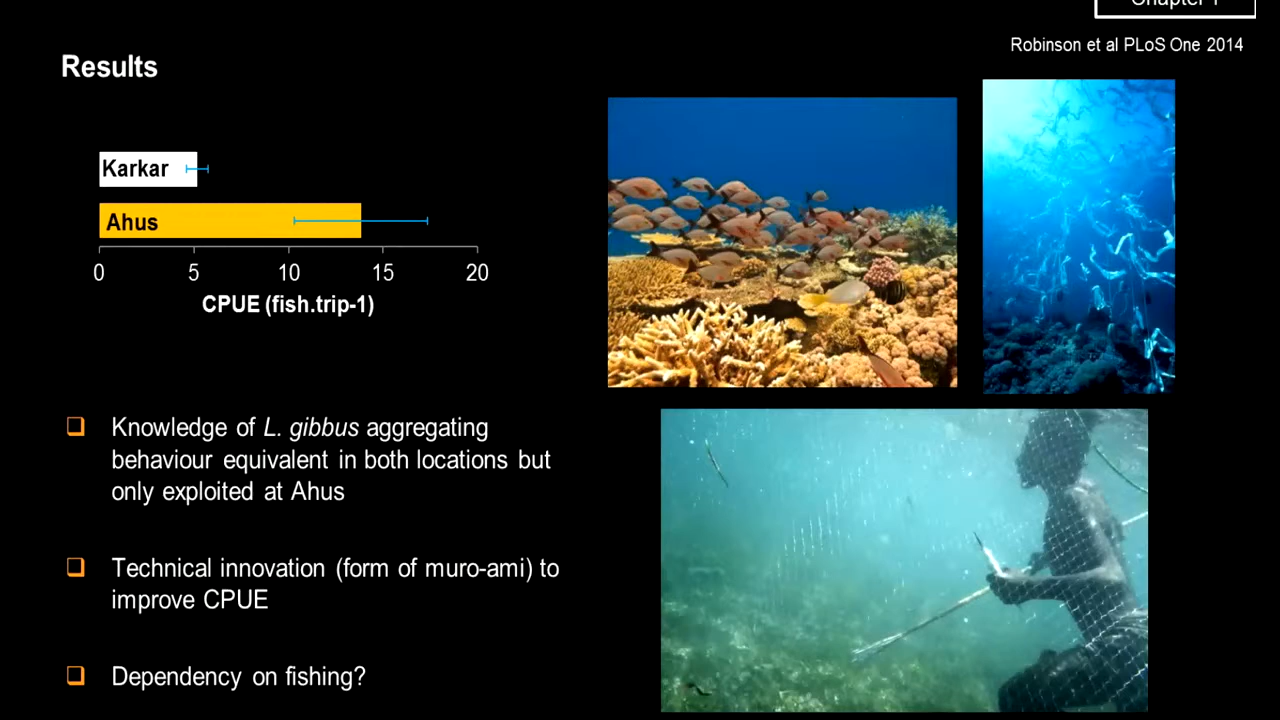 Chapter 1
Robinson et al PLoS One 2014
Results
Karkar
Ahus
0 5 10 15 20
CPUE (fish.trip-1)
Knowledge of L. gibbus aggregating
behaviour equivalent in both locations but
only exploited at Ahus
Technical innovation (form of muro-ami) to
improve CPUE
Dependency on fishing?